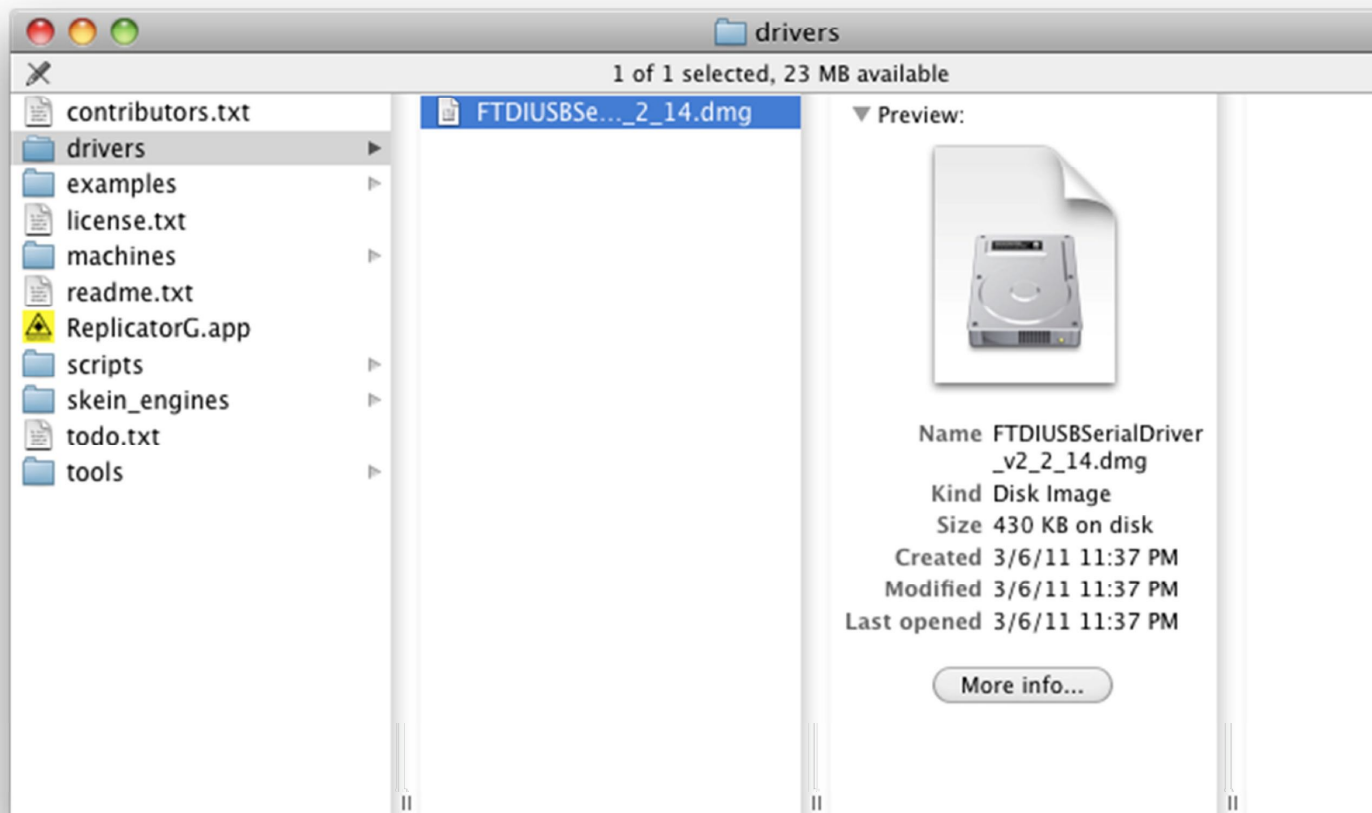 drivers
1 of 1 selected, 23 MB available
contributors.txt
drivers
examples
license.txt
machines
readme.txt
ReplicatorG.app
scripts
skein_engines
todo.txt
tools
FTDIUSBSe..._2_14.dmg
Preview:
Name FTDIUSBSerialDriver
_v2_2_14.dmg
Kind Disk Image
Size 430 KB on disk
Created 3/6/11 11:37 PM
Modified 3/6/11 11:37 PM
Last opened 3/6/11 11:37 PM
More info...